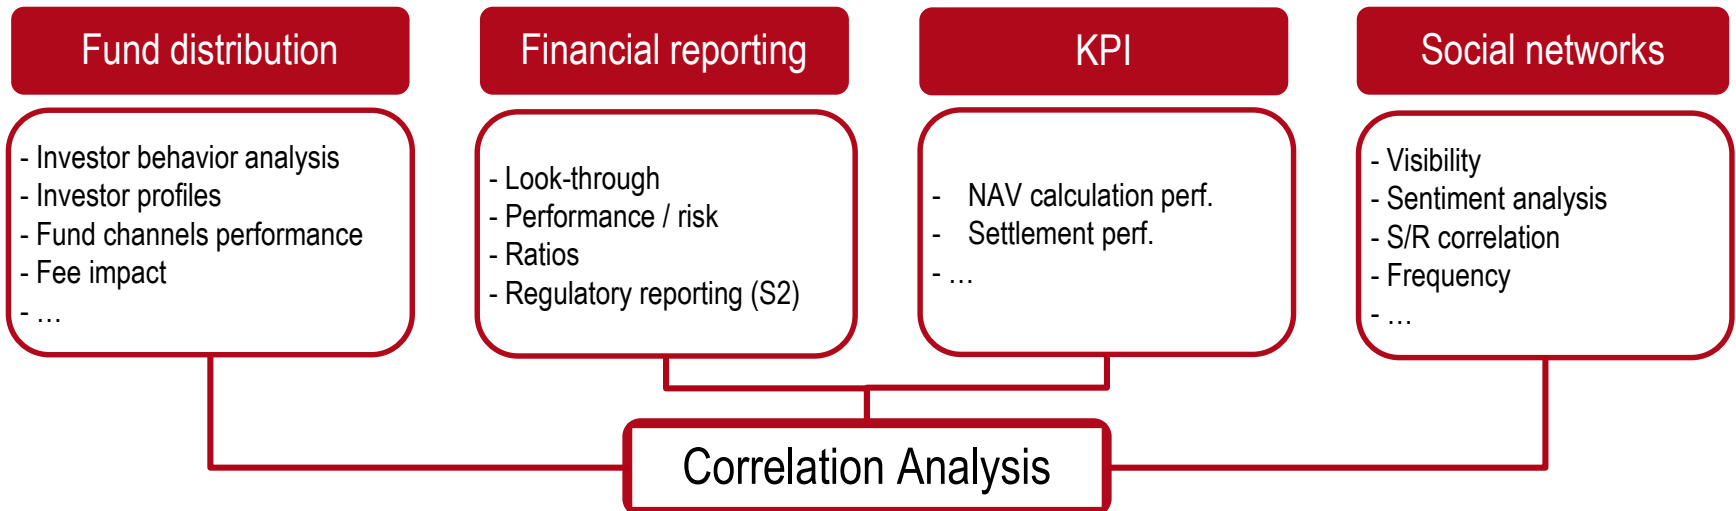 Fund distribution
- Investor behavior analysis
- Investor profiles
- Fund channels performance
- Fee impact
- …
Financial reporting
- Look-through
- Performance / risk
- Ratios
- Regulatory reporting (S2)
KPI
- NAV calculation perf.
- Settlement perf.
- …
Social networks
- Visibility
- Sentiment analysis
- S/R correlation
- Frequency
- …
Correlation Analysis